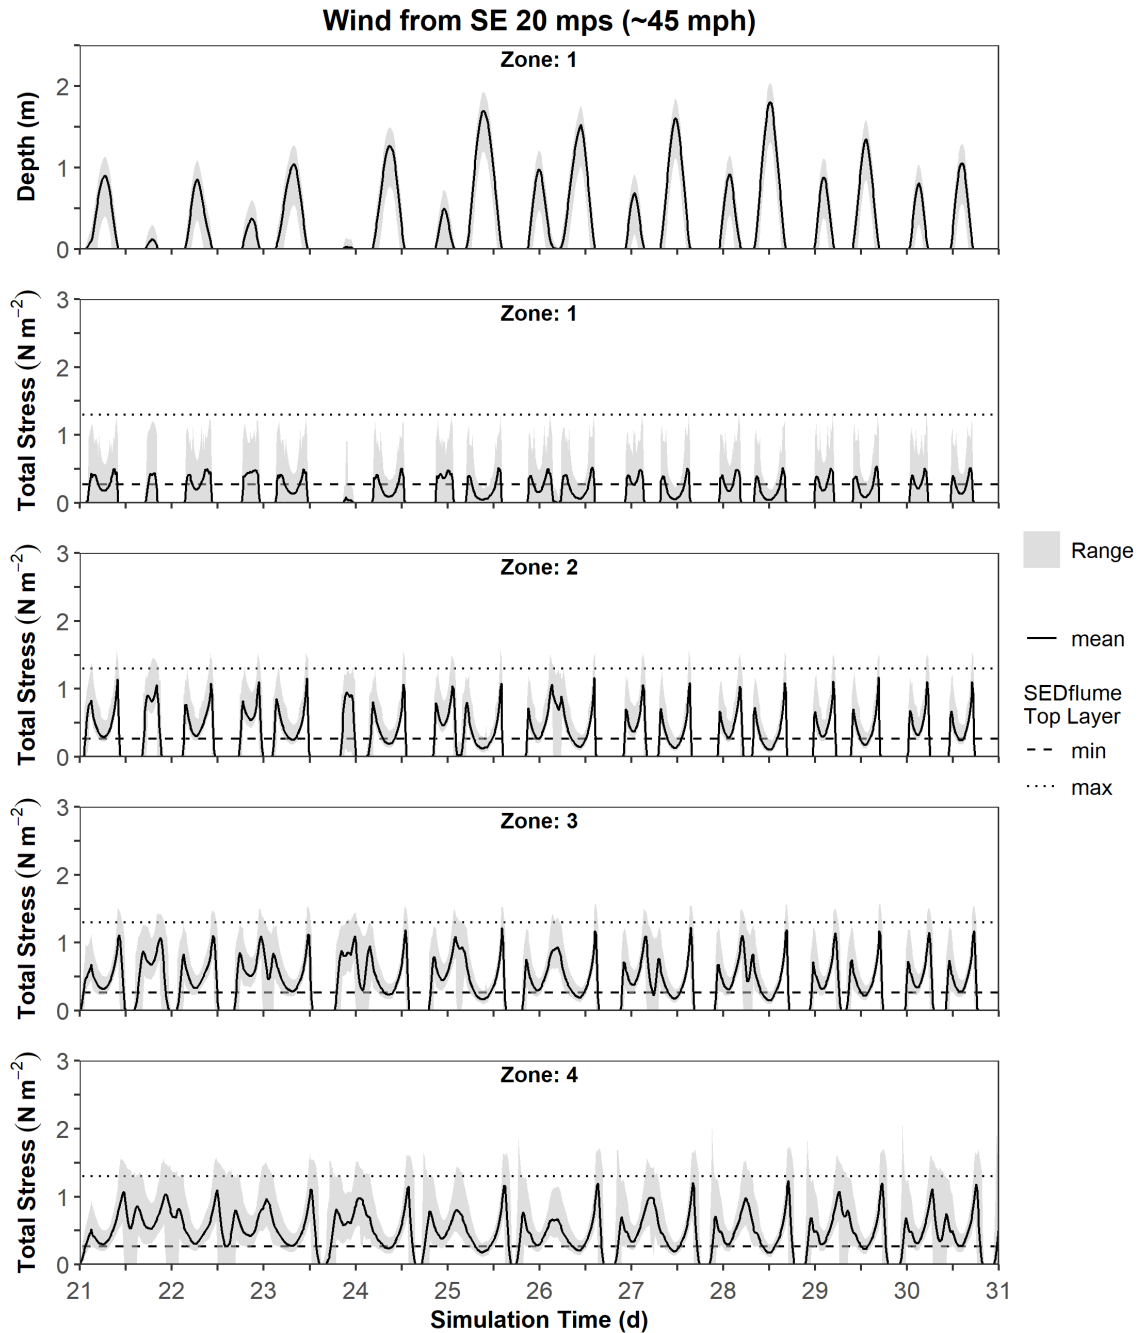 Wind from SE 20 mps (~45 mph)
Zone: 1
Depth (m)
2
1
0
Zone: 1
Total Stress (N m⁻²)
3
2
1
0
Zone: 2
Total Stress (N m⁻²)
3
2
1
0
Zone: 3
Total Stress (N m⁻²)
3
2
1
0
Zone: 4
Total Stress (N m⁻²)
3
2
1
0
21 22 23 24 25 26 27 28 29 30 31
Simulation Time (d)
Range
mean
SEDflume
Top Layer
min
max